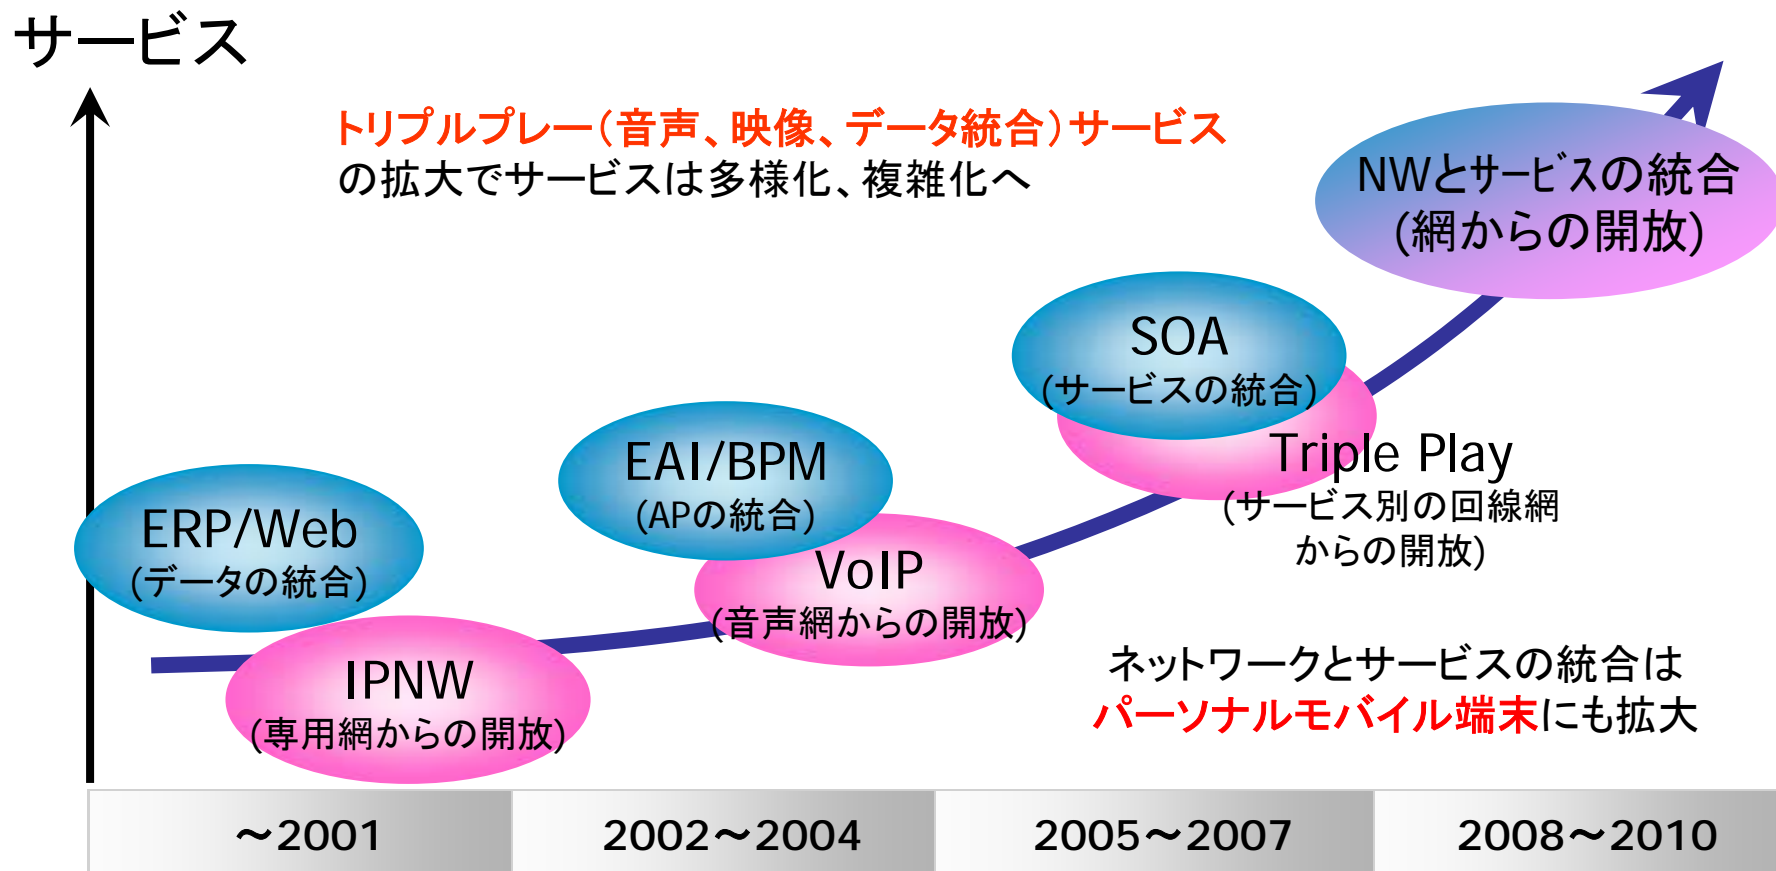 サービス
トリプルプレー（音声、映像、データ統合）サービス
の拡大でサービスは多様化、複雑化へ
NWとｻｰﾋﾞｽの統合
(網からの開放)
SOA
(サービスの統合)
Triple Play
(サービス別の回線網
からの開放)
EAI/BPM
(APの統合)
VoIP
(音声網からの開放)
ERP/Web
(データの統合)
IPNW
(専用網からの開放)
ネットワークとサービスの統合は
パーソナルモバイル端末にも拡大
～2001
2002～2004
2005～2007
2008～2010